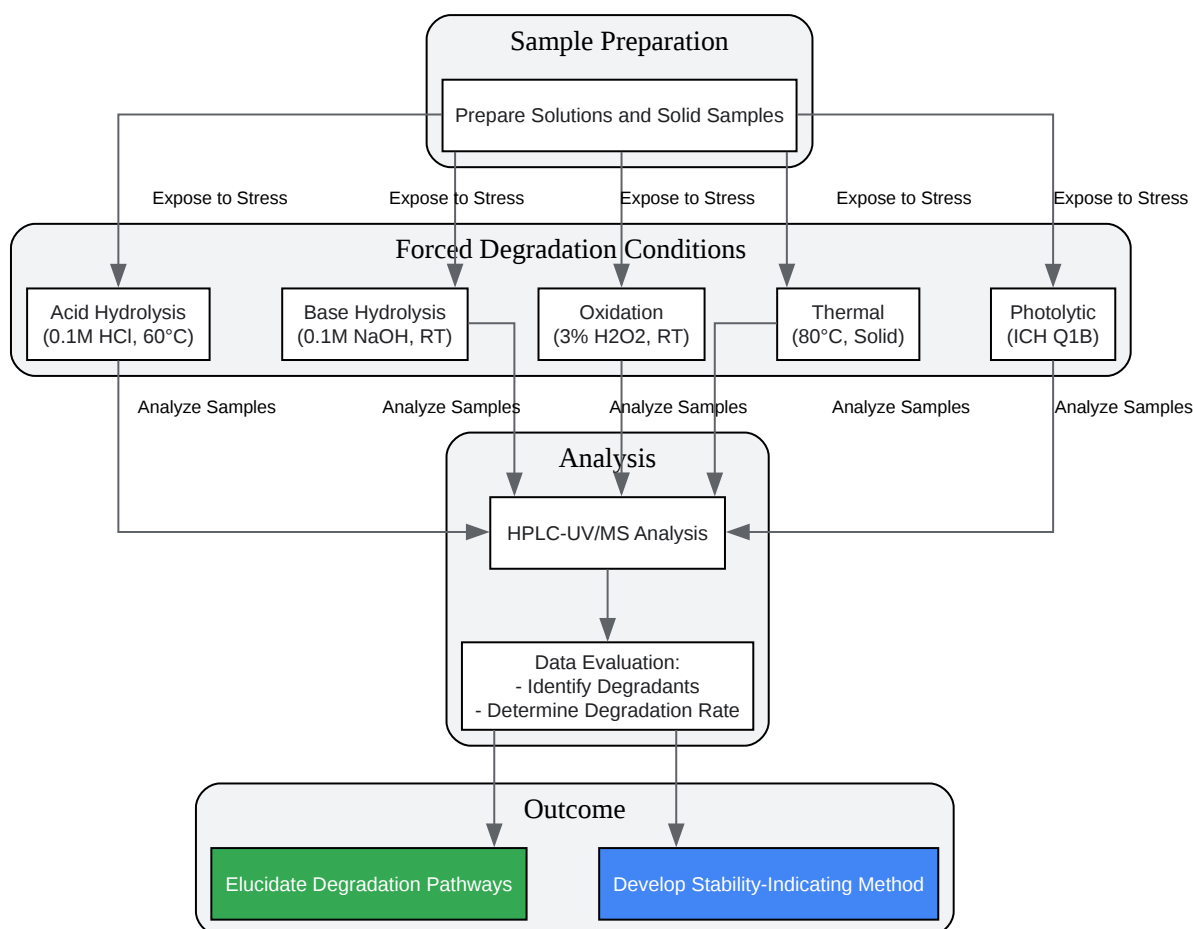 Sample Preparation
Prepare Solutions and Solid Samples
Expose to Stress
Expose to Stress
Expose to Stress
Expose to Stress
Expose to Stress
Forced Degradation Conditions
Acid Hydrolysis
(0.1M HCl, 60°C)
Base Hydrolysis
(0.1M NaOH, RT)
Oxidation
(3% H2O2, RT)
Thermal
(80°C, Solid)
Photolytic
(ICH Q1B)
Analyze Samples
Analyze Samples
Analyze Samples
Analyze Samples
Analyze Samples
Analysis
HPLC-UV/MS Analysis
Data Evaluation:
- Identify Degradants
- Determine Degradation Rate
Outcome
Elucidate Degradation Pathways
Develop Stability-Indicating Method